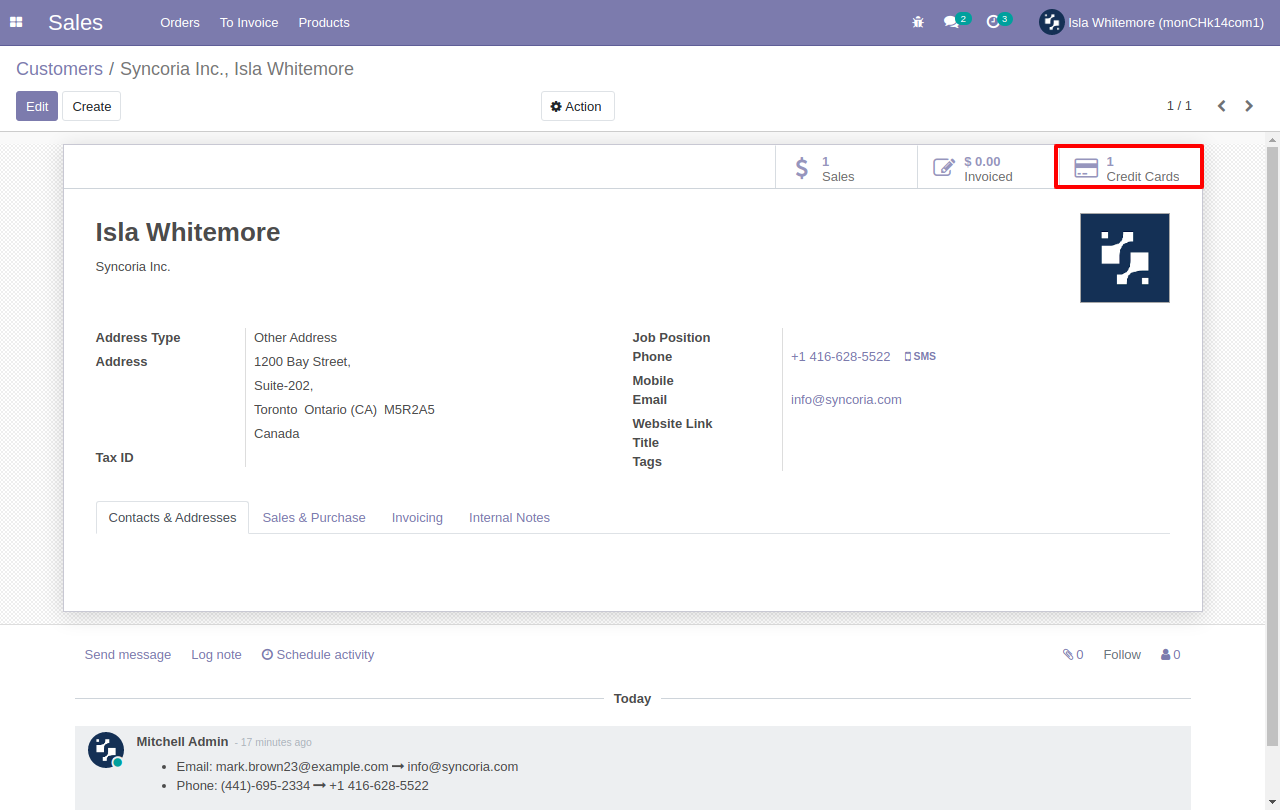 Sales
Orders To Invoice Products
2 3 Isla Whitemore (monCHk14com1)
Customers / Syncoria Inc., Isla Whitemore
Edit Create Action 1 / 1
1
Sales
$ 0.00
Invoiced
1
Credit Cards
Isla Whitemore
Syncoria Inc.
Address Type Other Address
Address 1200 Bay Street,
Suite-202,
Toronto Ontario (CA) M5R2A5
Canada
Tax ID
Job Position
Phone +1 416-628-5522 SMS
Mobile
Email info@syncoria.com
Website Link
Title
Tags
Contacts & Addresses Sales & Purchase Invoicing Internal Notes
Send message Log note Schedule activity 0 Follow 0
Today
Mitchell Admin - 17 minutes ago
• Email: mark.brown23@example.com → info@syncoria.com
• Phone: (441)-695-2334 → +1 416-628-5522